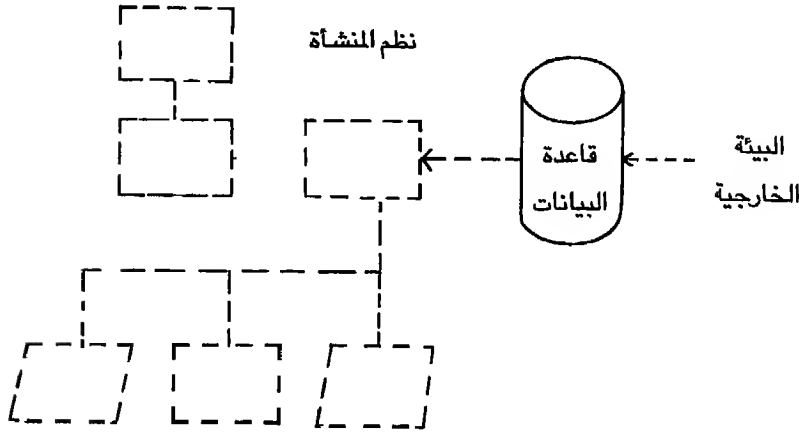 نظم المنشأة
البيئة
الخارجية
قاعدة
البيانات